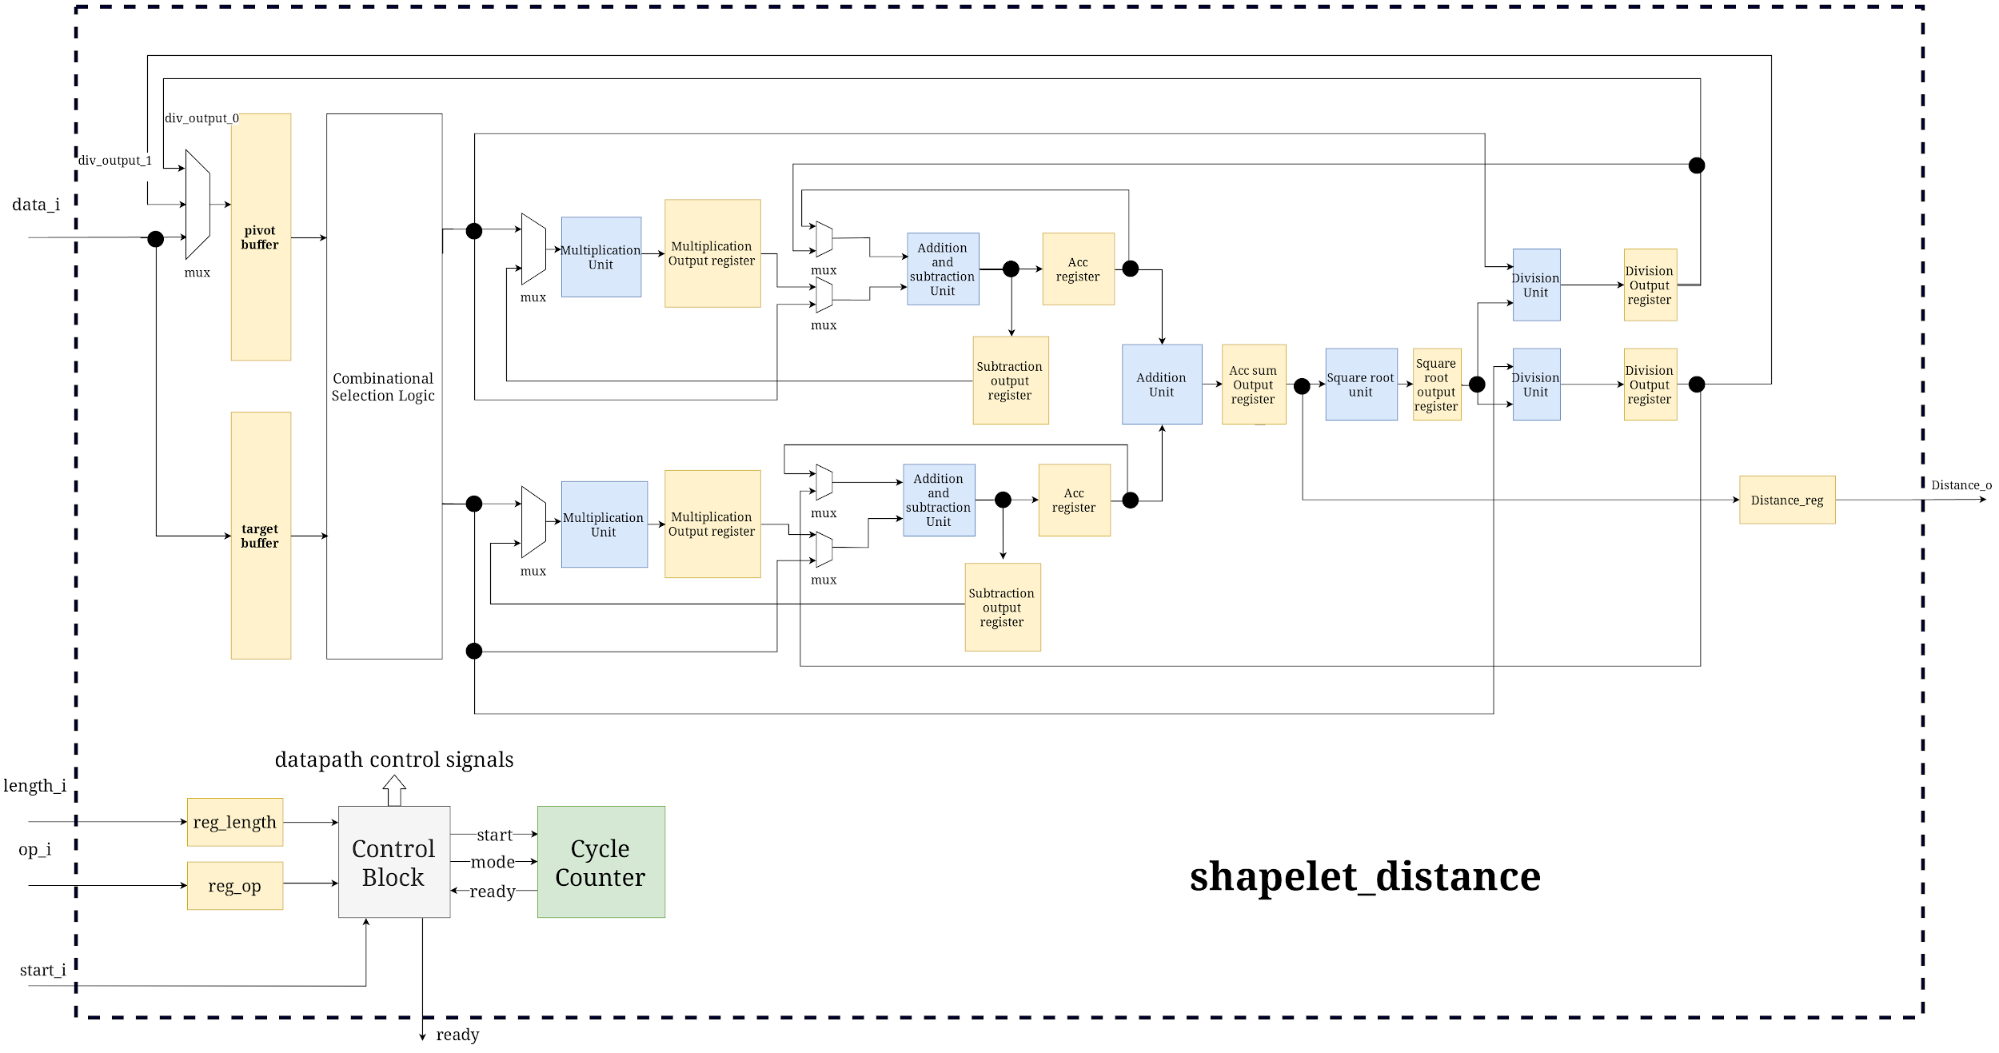 div_output_0
div_output_1
data_i
mux
pivot
buffer
target
buffer
Combinational
Selection Logic
mux
Multiplication
Unit
Multiplication
Output register
mux
mux
Addition
and
subtraction
Unit
Acc
register
Subtraction
output
register
mux
Multiplication
Unit
Multiplication
Output register
mux
mux
Addition
and
subtraction
Unit
Acc
register
Subtraction
output
register
Addition
Unit
Acc sum
Output
register
Square root
unit
Square
root
output
register
Division
Unit
Division
Output
register
Division
Unit
Division
Output
register
Distance_reg
Distance_o
datapath control signals
length_i
reg_length
op_i
reg_op
Control
Block
start
mode
ready
Cycle
Counter
start_i
ready
shapelet_distance